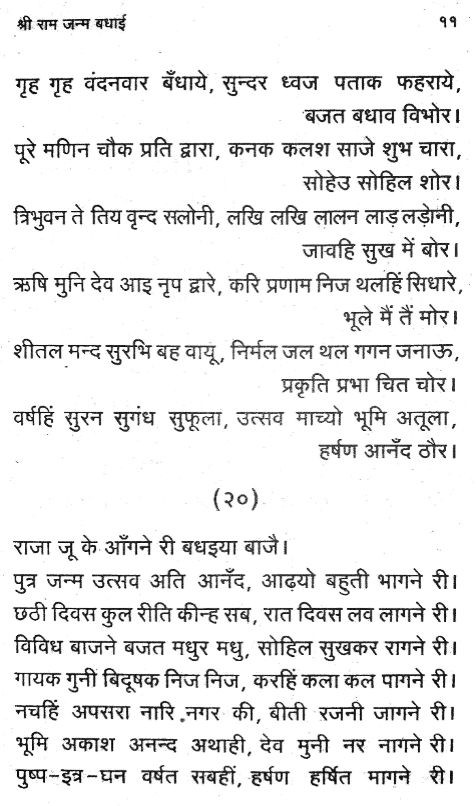 श्री राम जन्म बधाई ११
गृह गृह वंदनवार बँधाये, सुन्दर ध्वज पताक फहराये,
बजत बधाव विभोर।
पूरे मणिन चौक प्रति द्वारा, कनक कलश साजे शुभ चारा,
सोहेउ सोहिल शोर।
त्रिभुवन ते तिय वृन्द सलोनी, लखि लखि लालन लाड़ लड़ोनी,
जावहि सुख में बोर।
ऋषि मुनि देव आइ नृप द्वारे, करि प्रणाम निज थलहिं सिधारे,
भूले मैं तैं मोर।
शीतल मन्द सुरभि बह वायू, निर्मल जल थल गगन जनाऊ,
प्रकृति प्रभा चित चोर।
वर्षहिं सुरन सुगंध सुफूला, उत्सव माच्यो भूमि अतूला,
हर्षण आनँद ठौर।
(२०)
राजा जू के आँगने री बधइया बाजै।
पुत्र जन्म उत्सव अति आनँद, आढ़यो बहुती भागने री।
छठी दिवस कुल रीति कीन्ह सब, रात दिवस लव लागने री।
विविध बाजने बजत मधुर मधु, सोहिल सुखकर रागने री।
गायक गुनी बिदूषक निज निज, करहिं कला कल पागने री।
नचहिं अपसरा नारि नगर की, बीती रजनी जागने री।
भूमि अकाश अनन्द अथाही, देव मुनी नर नागने री।
पुष्प-इत्र-घन वर्षत सबहीं, हर्षण हर्षित मागने री।